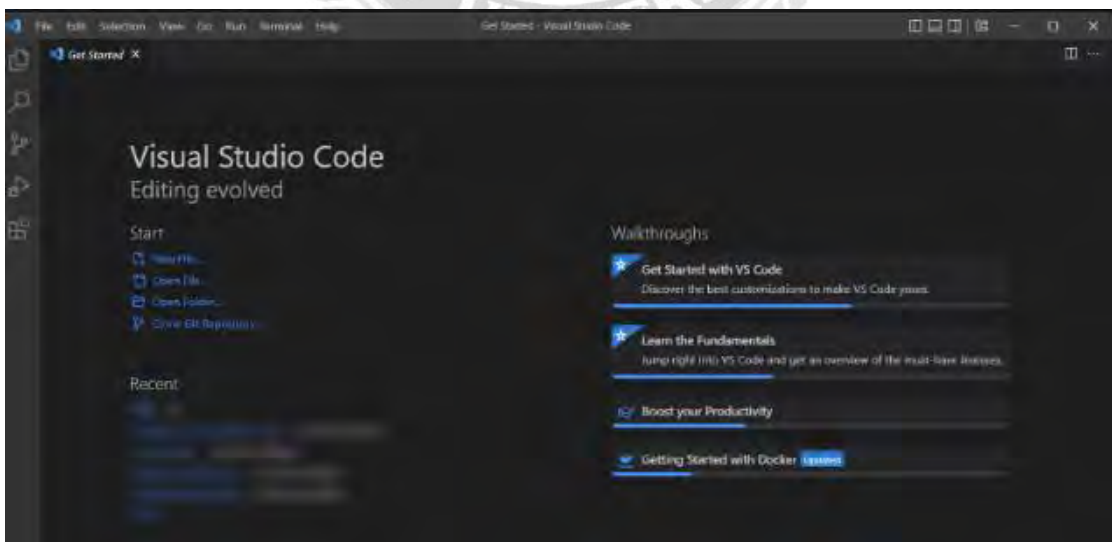 File Edit Selection View Go Run Terminal Help
Get Started - Visual Studio Code
Get Started
Visual Studio Code
Editing evolved
Start
New File...
Open File...
Open Folder...
Clone Git Repository...
Recent
Walkthroughs
Get Started with VS Code
Discover the best customizations to make VS Code yours.
Learn the Fundamentals
Jump right into VS Code and get an overview of the must-have features.
Boost your Productivity
Getting Started with Docker Updated